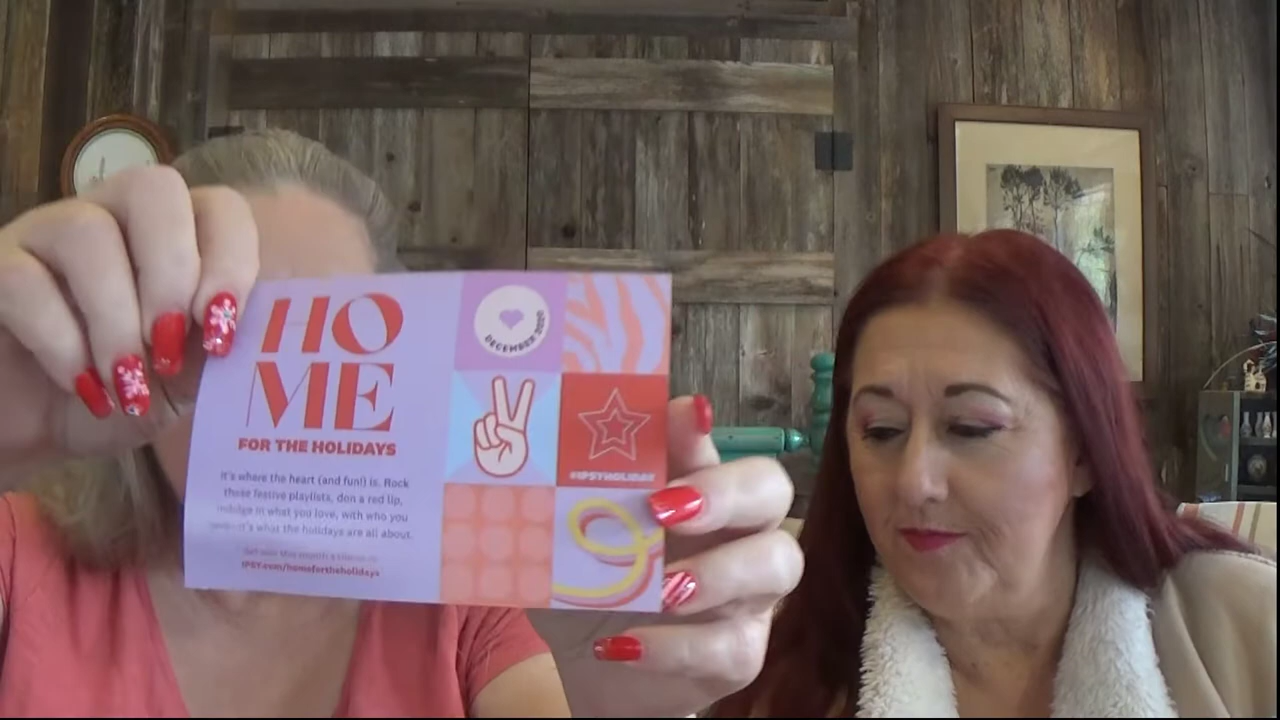 HO
ME
FOR THE HOLIDAYS
It's where the heart (and fun!) is. Rock
these festive playlists, don a red lip,
indulge in what you love, with who you
it's what the holidays are all about.
IPSY.com/homefortheholidays
DECEMBER 2020
#IPSYHOLIDAY